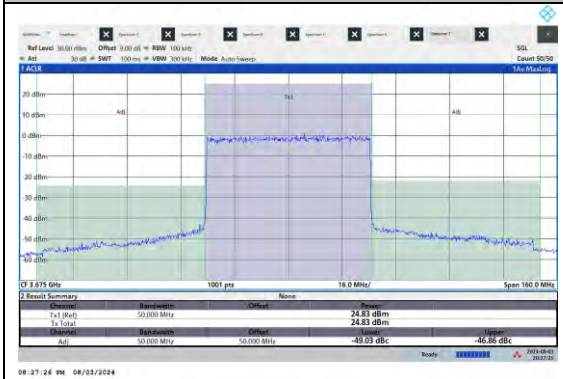 Ref Level 30.00 dBm Offset 9.00 dB RBW 100 kHz SGL
Att 30 dB SWT 100 ms VBW 300 kHz Mode Auto Sweep Count 50/50
1 ACLR 1Av MaxLog
20 dBm
Tx1
10 dBm Adj Adj
0 dBm
-10 dBm
-20 dBm
-30 dBm
-40 dBm
-50 dBm
-60 dBm
CF 3.675 GHz 1001 pts 16.0 MHz/ Span 160.0 MHz
2 Result Summary None
Channel Bandwidth Offset Power
Tx1 (Ref) 50.000 MHz 24.83 dBm
Tx Total 24.83 dBm
Channel Bandwidth Offset Lower Upper
Adj 50.000 MHz 50.000 MHz -49.03 dBc -46.86 dBc
Ready 2024-08-03
08:27:26 PM 08/03/2024